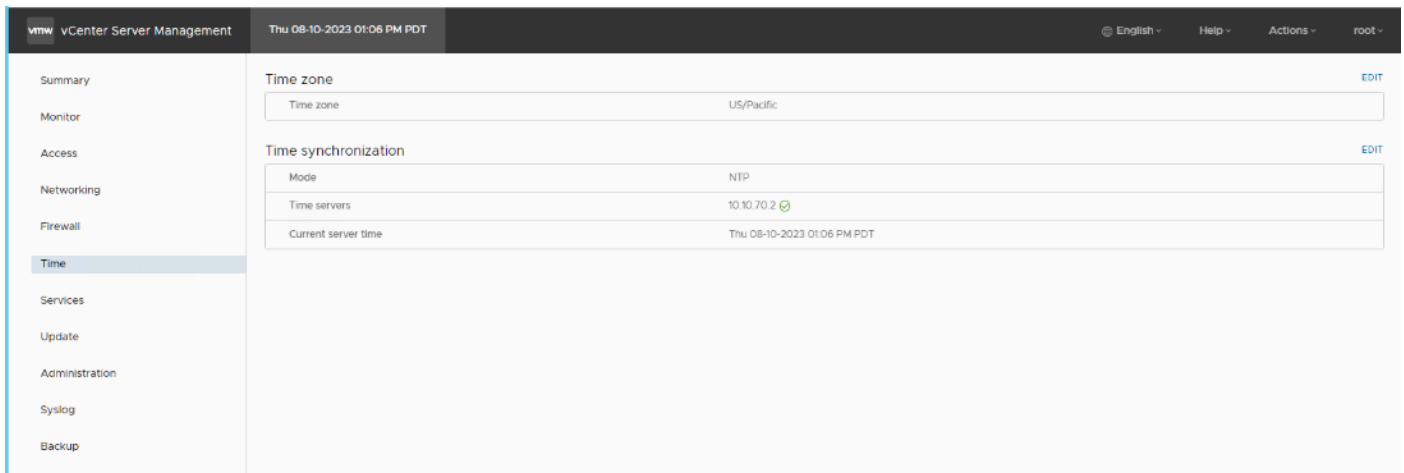 vmw vCenter Server Management Thu 08-10-2023 01:06 PM PDT English Help Actions root
Summary
Monitor
Access
Networking
Firewall
Time
Services
Update
Administration
Syslog
Backup
Time zone EDIT
Time zone US/Pacific
Time synchronization EDIT
Mode NTP
Time servers 10.10.70.2
Current server time Thu 08-10-2023 01:06 PM PDT